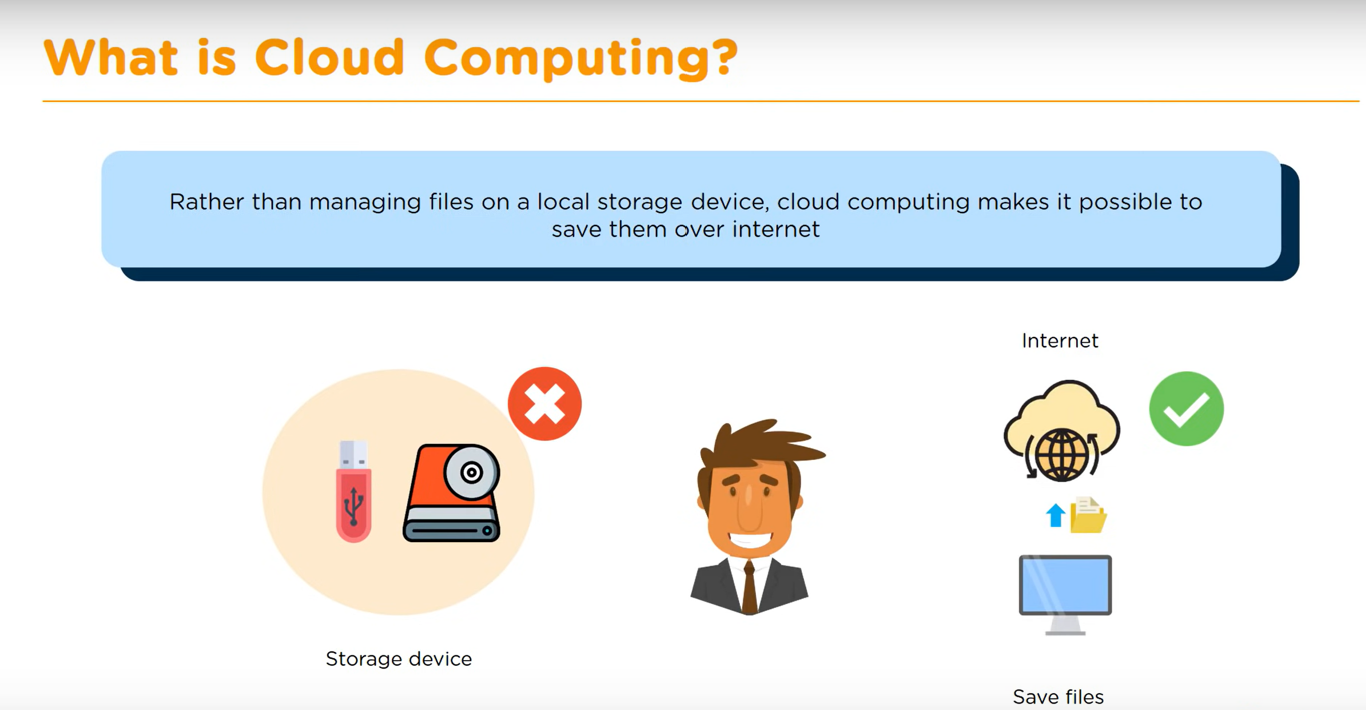 What is Cloud Computing?
Rather than managing files on a local storage device, cloud computing makes it possible to
save them over internet
Internet
Storage device
Save files